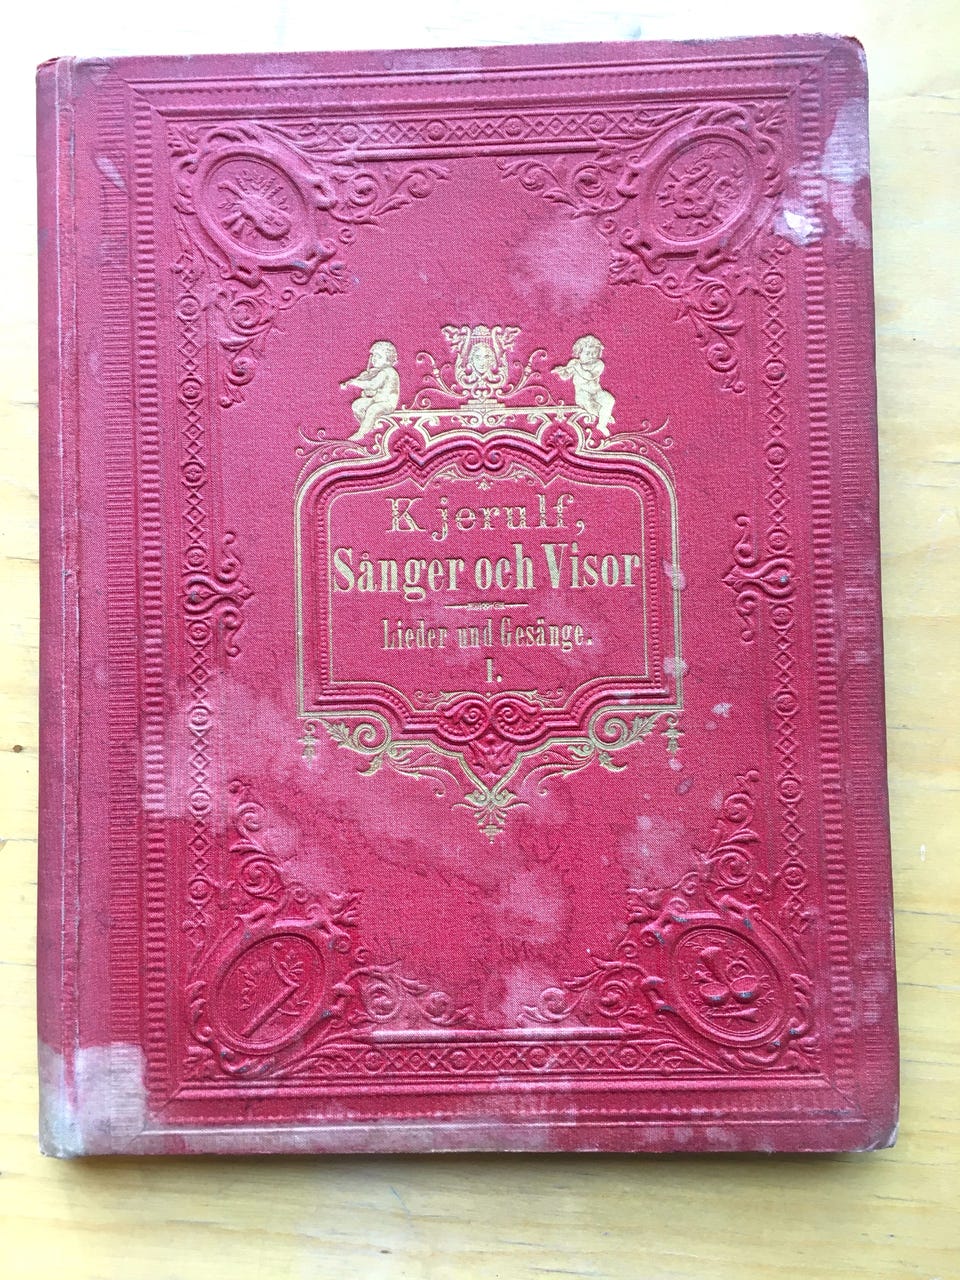 Kjerulf,
Sånger och Visor
Lieder und Gesänge.
I.